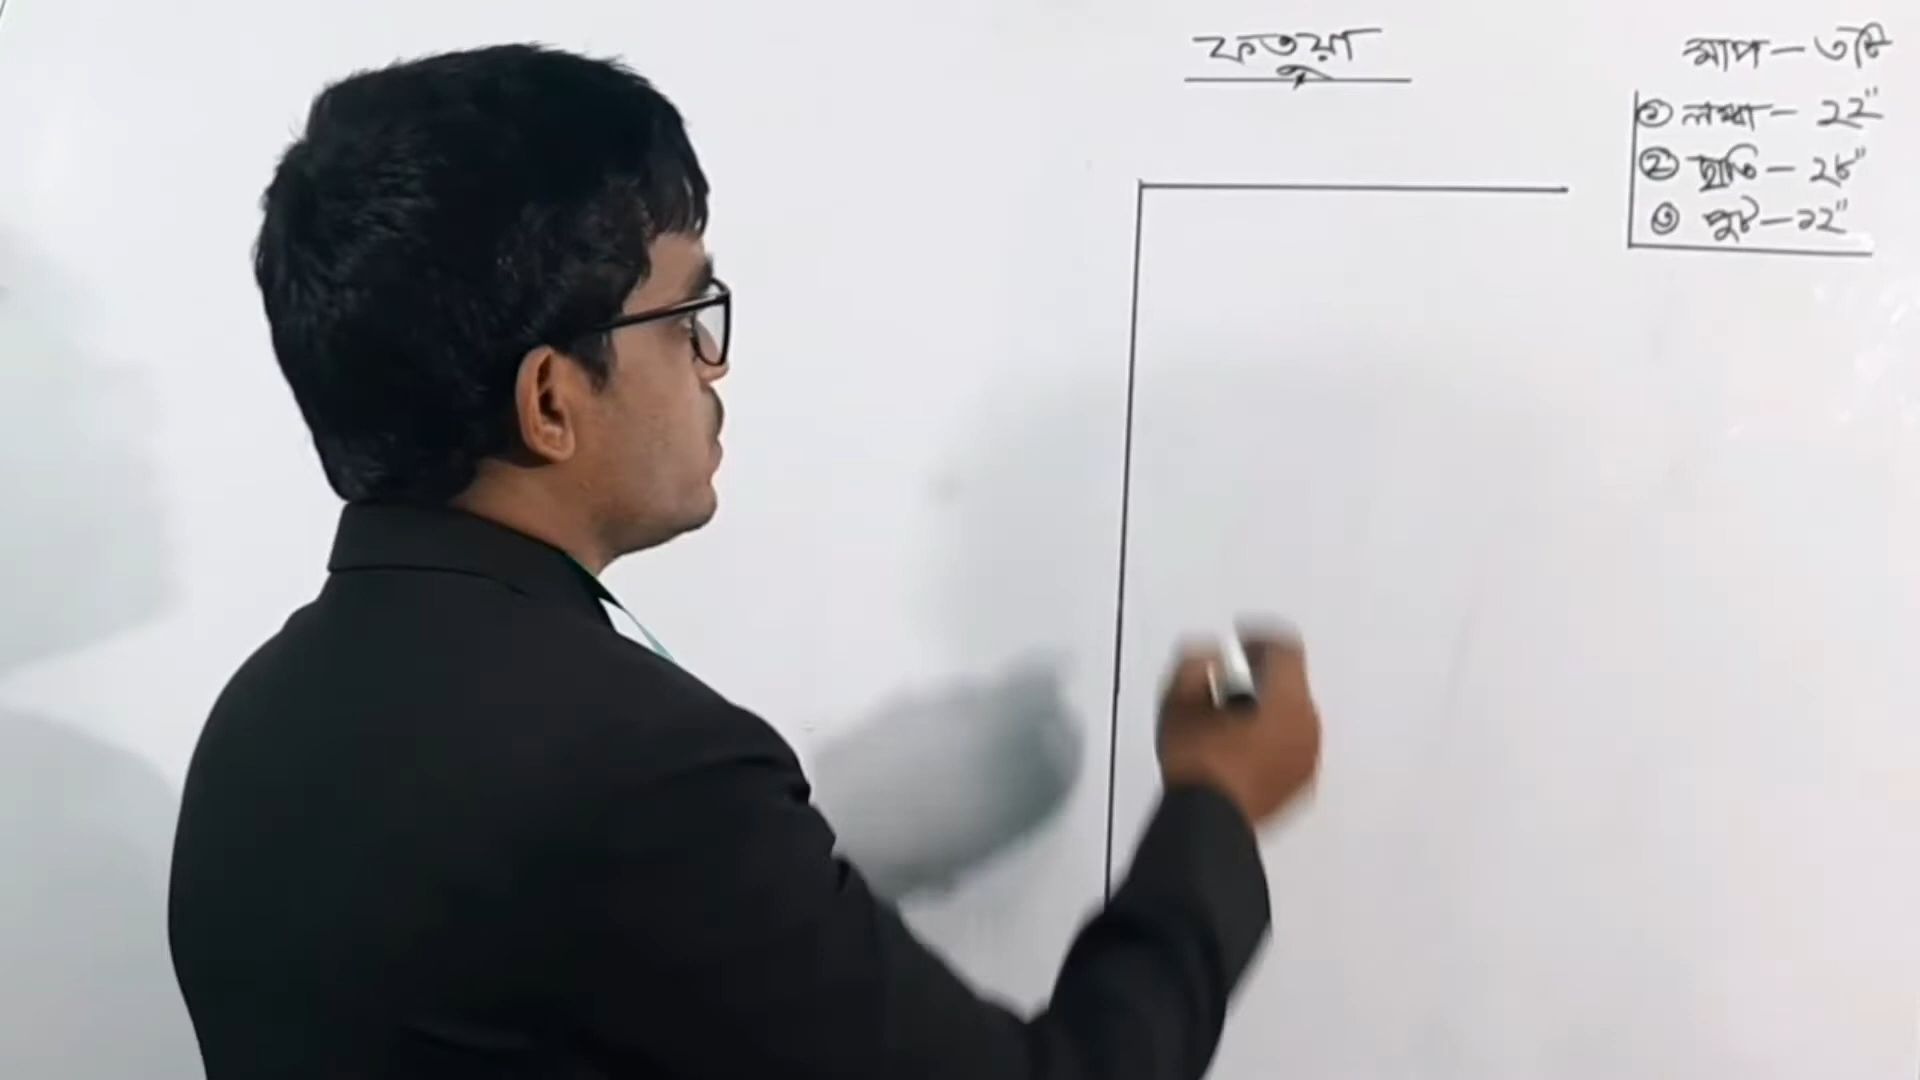 ফতুয়া
মাপ - ৩টি
① লম্বা - ২২"
② ছাতি - ২৮"
③ পুট - ১২"